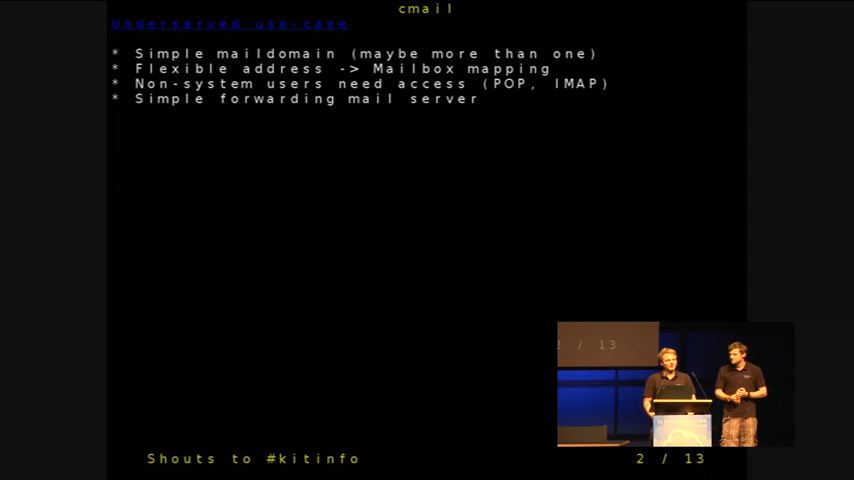 cmail
Underserved use-case
* Simple maildomain (maybe more than one)
* Flexible address -> Mailbox mapping
* Non-system users need access (POP, IMAP)
* Simple forwarding mail server
/ 13
Shouts to #kitinfo
2 / 13